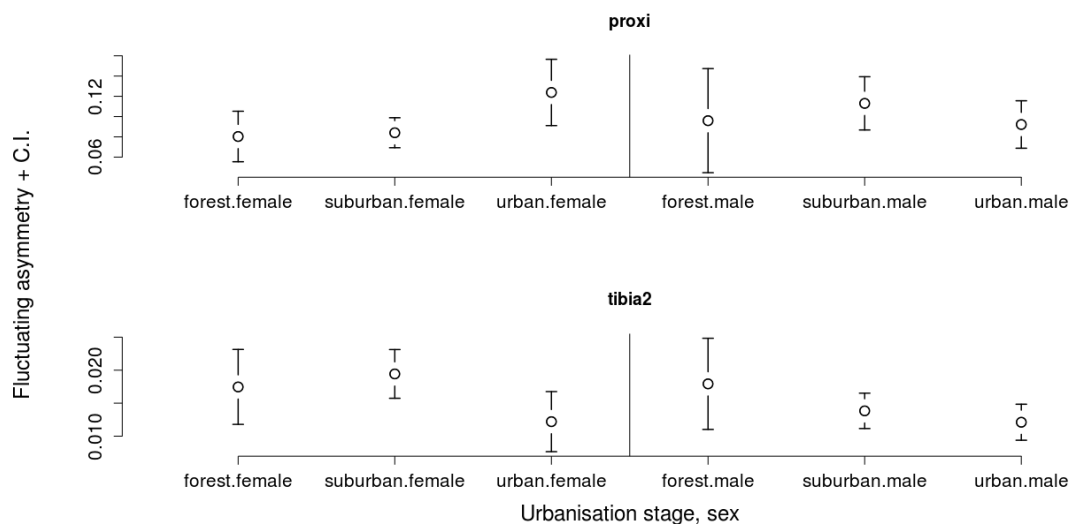 proxi
Fluctuating asymmetry + C.I.
0.12
0.06
forest.female suburban.female urban.female forest.male suburban.male urban.male
tibia2
0.020
0.010
forest.female suburban.female urban.female forest.male suburban.male urban.male
Urbanisation stage, sex